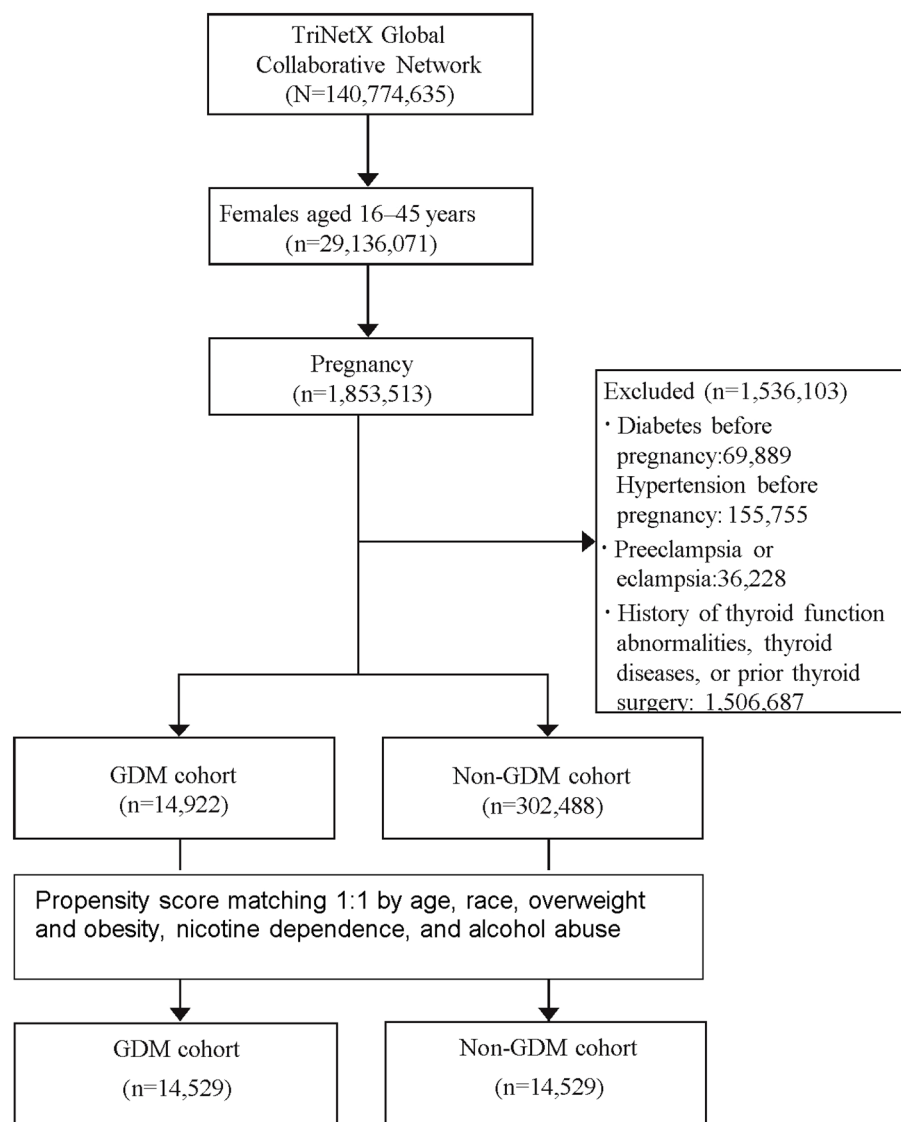 TriNetX Global
Collaborative Network
(N=140,774,635)
Females aged 16–45 years
(n=29,136,071)
Pregnancy
(n=1,853,513)
Excluded (n=1,536,103)
· Diabetes before
pregnancy:69,889
Hypertension before
pregnancy: 155,755
· Preeclampsia or
eclampsia:36,228
· History of thyroid function
abnormalities, thyroid
diseases, or prior thyroid
surgery: 1,506,687
GDM cohort
(n=14,922)
Non-GDM cohort
(n=302,488)
Propensity score matching 1:1 by age, race, overweight
and obesity, nicotine dependence, and alcohol abuse
GDM cohort
(n=14,529)
Non-GDM cohort
(n=14,529)